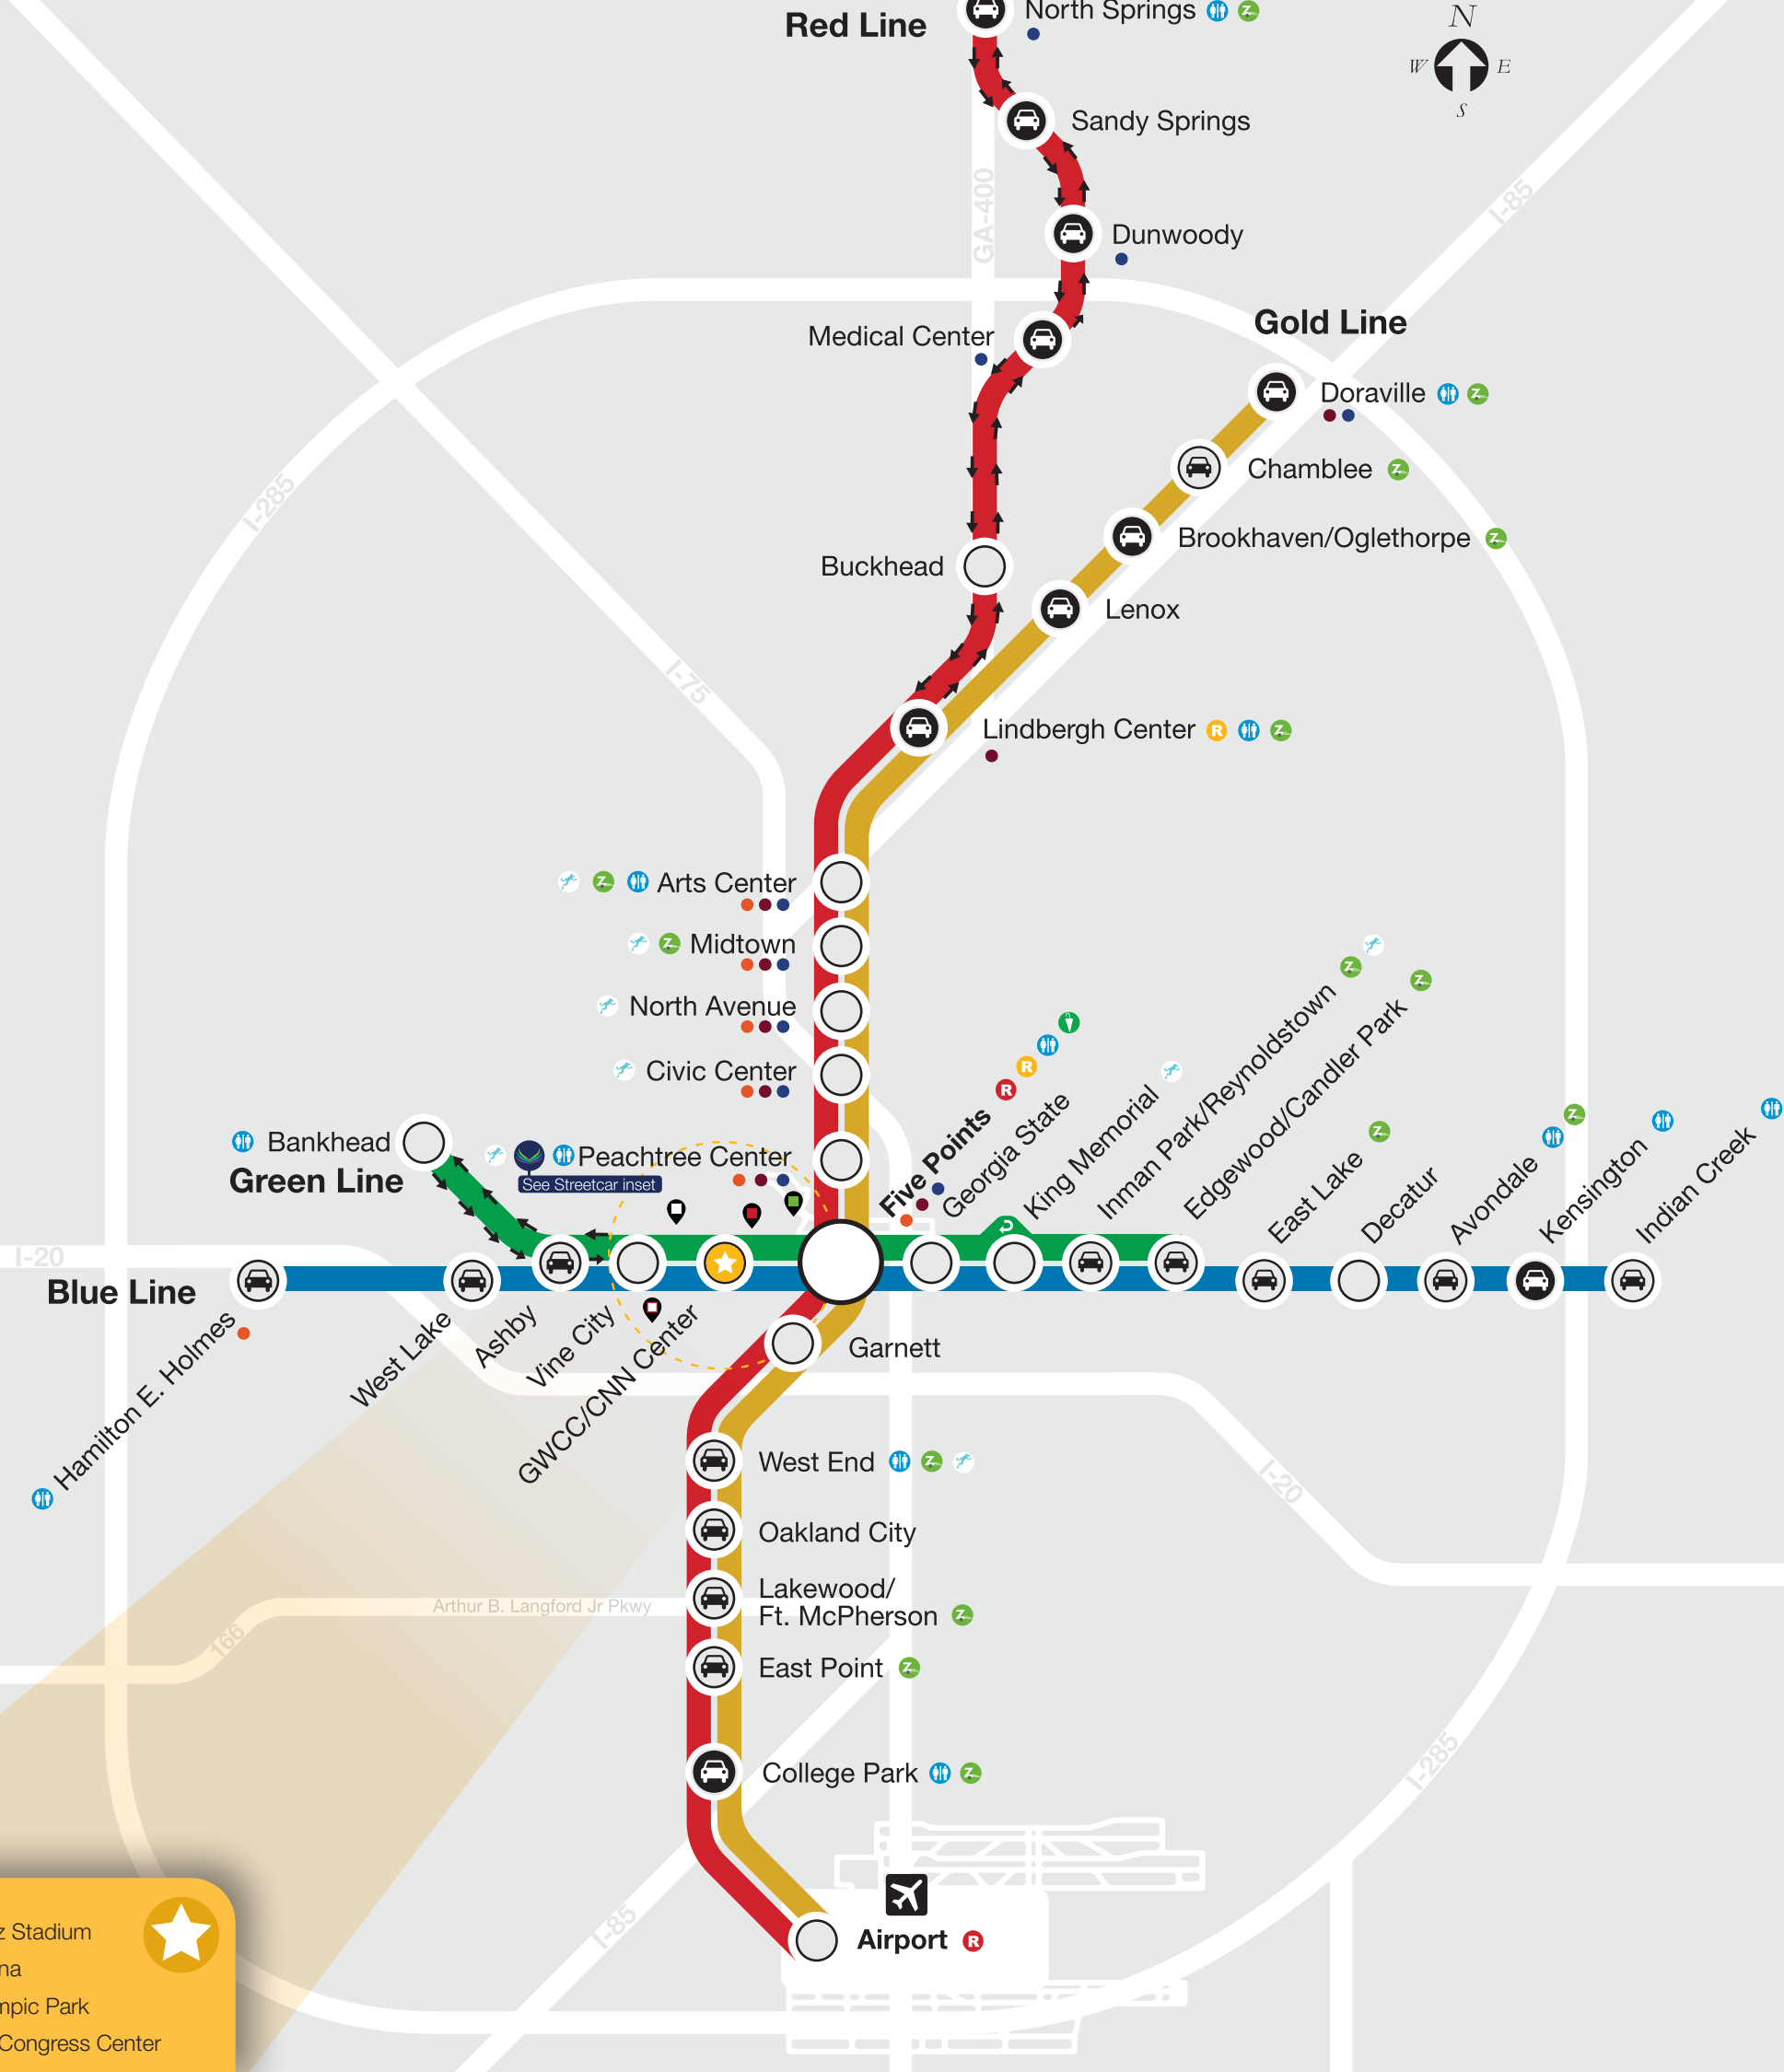 North Springs
Red Line
N
W
E
S
Sandy Springs
GA-400
I-85
Dunwoody
Gold Line
Medical Center
Doraville
Chamblee
I-285
Brookhaven/Oglethorpe
Buckhead
Lenox
I-75
Lindbergh Center
R
Arts Center
Midtown
North Avenue
Civic Center
R
R
Five Points
Georgia State
King Memorial
Inman Park/Reynoldstown
Edgewood/Candler Park
East Lake
Decatur
Avondale
Kensington
Indian Creek
Bankhead
Green Line
Peachtree Center
See Streetcar inset
I-20
Blue Line
Hamilton E. Holmes
West Lake
Ashby
Vine City
GWCC/CNN Center
Garnett
West End
I-20
Oakland City
Lakewood/
Ft. McPherson
Arthur B. Langford Jr Pkwy
166
East Point
College Park
I-285
I-85
Airport
R
z Stadium
na
mpic Park
Congress Center